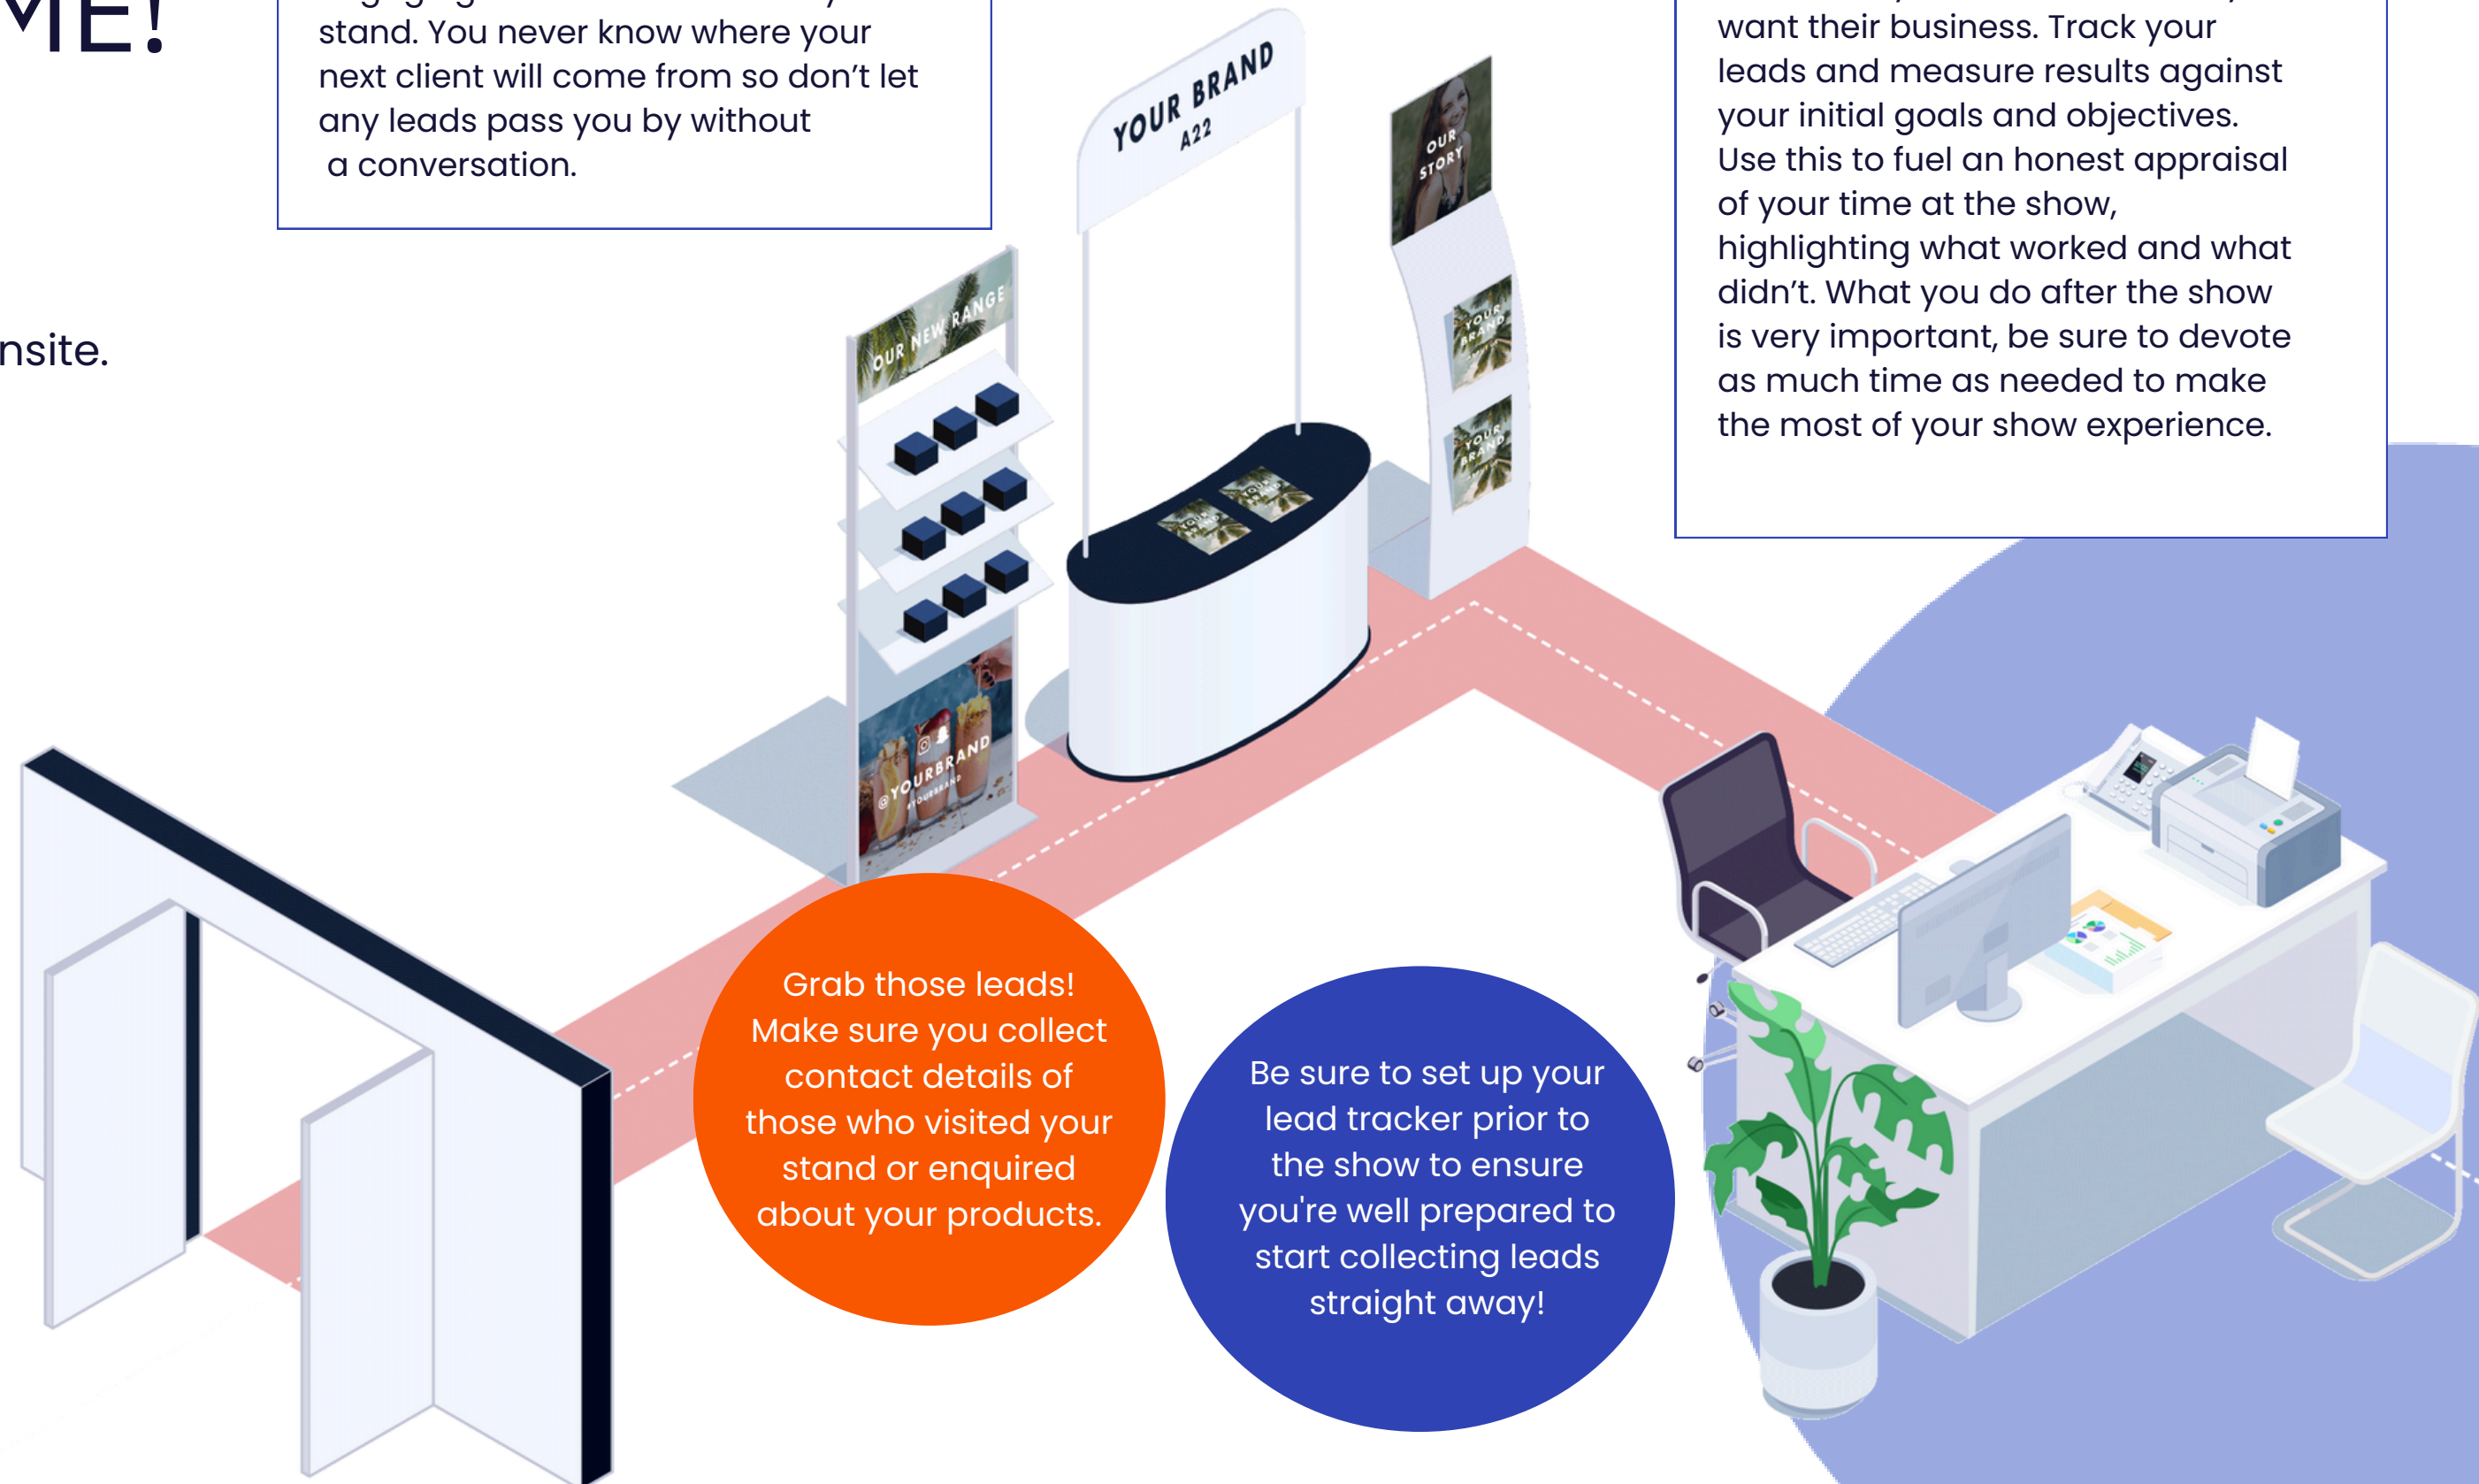 ME!
nsite.
stand. You never know where your
next client will come from so don’t let
any leads pass you by without
a conversation.
YOUR BRAND
A22
OUR
STORY
OUR NEW RANGE
YOUR
BRAND
YOUR
BRAND
YOUR
BRAND
YOUR
BRAND
@YOURBRAND
#YOURBRAND
want their business. Track your
leads and measure results against
your initial goals and objectives.
Use this to fuel an honest appraisal
of your time at the show,
highlighting what worked and what
didn’t. What you do after the show
is very important, be sure to devote
as much time as needed to make
the most of your show experience.
Grab those leads!
Make sure you collect
contact details of
those who visited your
stand or enquired
about your products.
Be sure to set up your
lead tracker prior to
the show to ensure
you're well prepared to
start collecting leads
straight away!